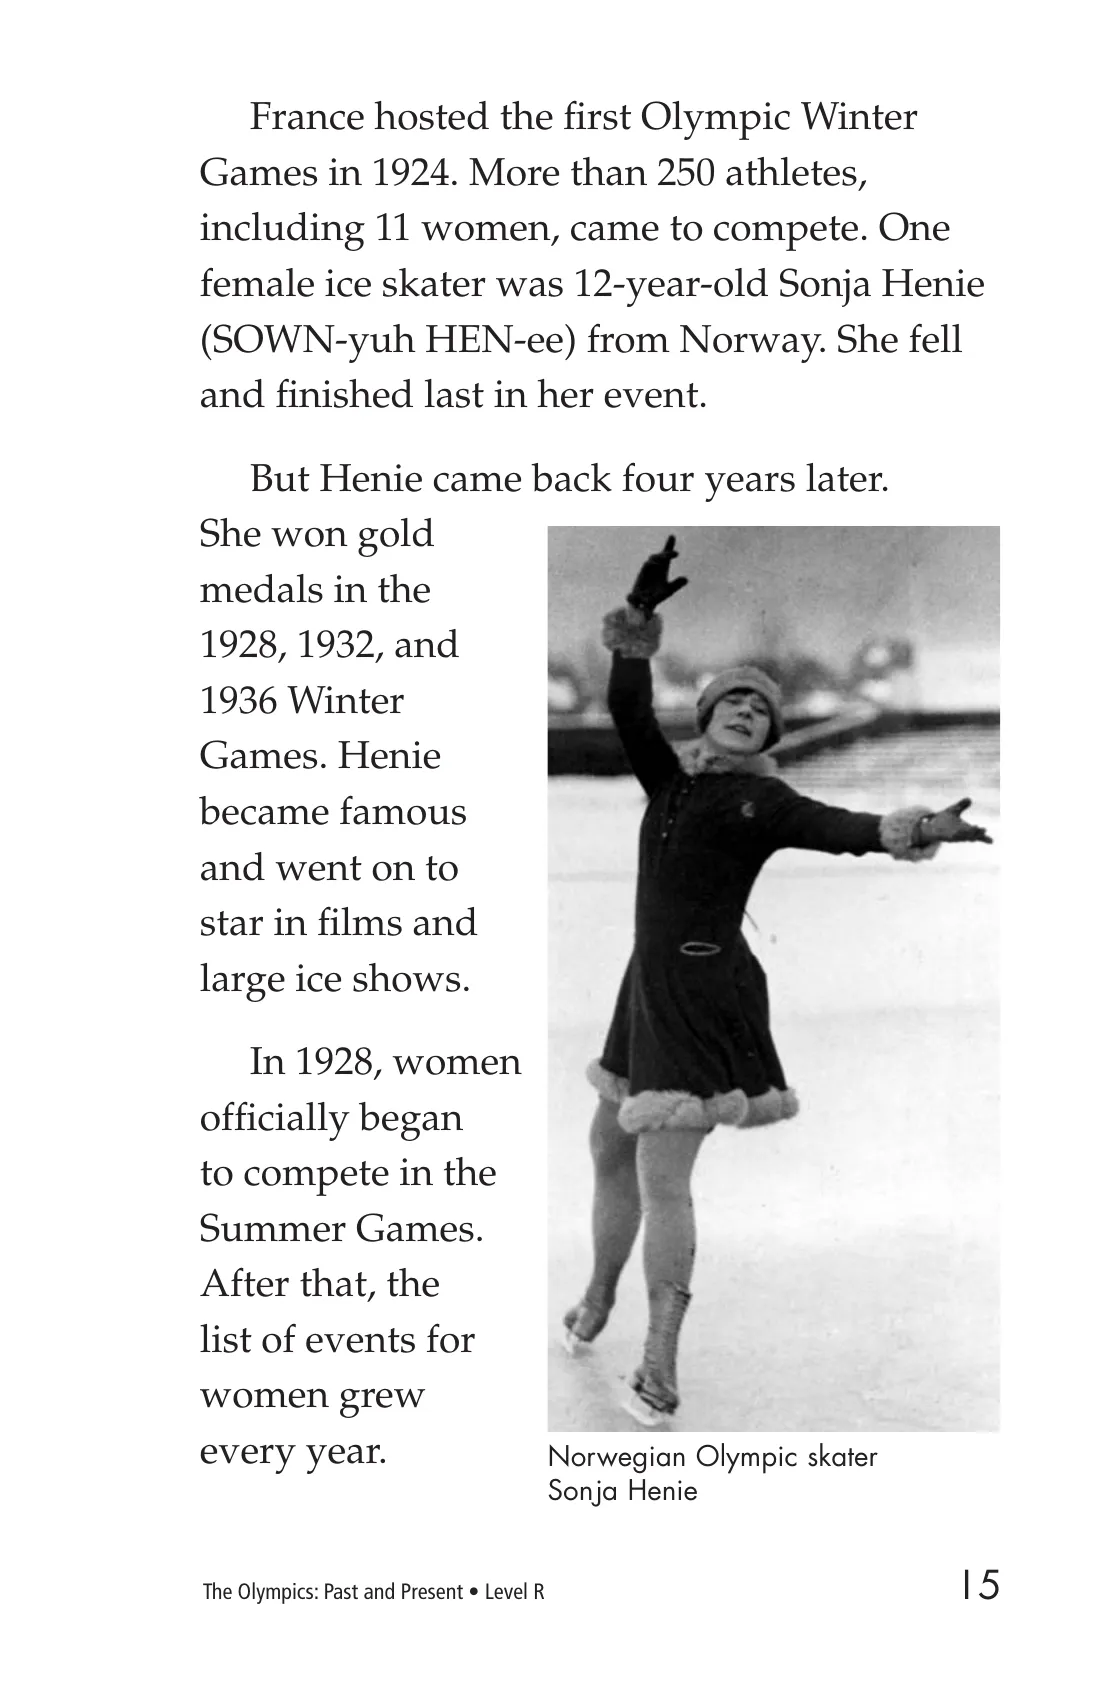 France hosted the first Olympic Winter
Games in 1924. More than 250 athletes,
including 11 women, came to compete. One
female ice skater was 12-year-old Sonja Henie
(SOWN-yuh HEN-ee) from Norway. She fell
and finished last in her event.
But Henie came back four years later.
She won gold
medals in the
1928, 1932, and
1936 Winter
Games. Henie
became famous
and went on to
star in films and
large ice shows.
In 1928, women
officially began
to compete in the
Summer Games.
After that, the
list of events for
women grew
every year.
Norwegian Olympic skater
Sonja Henie
The Olympics: Past and Present • Level R
15